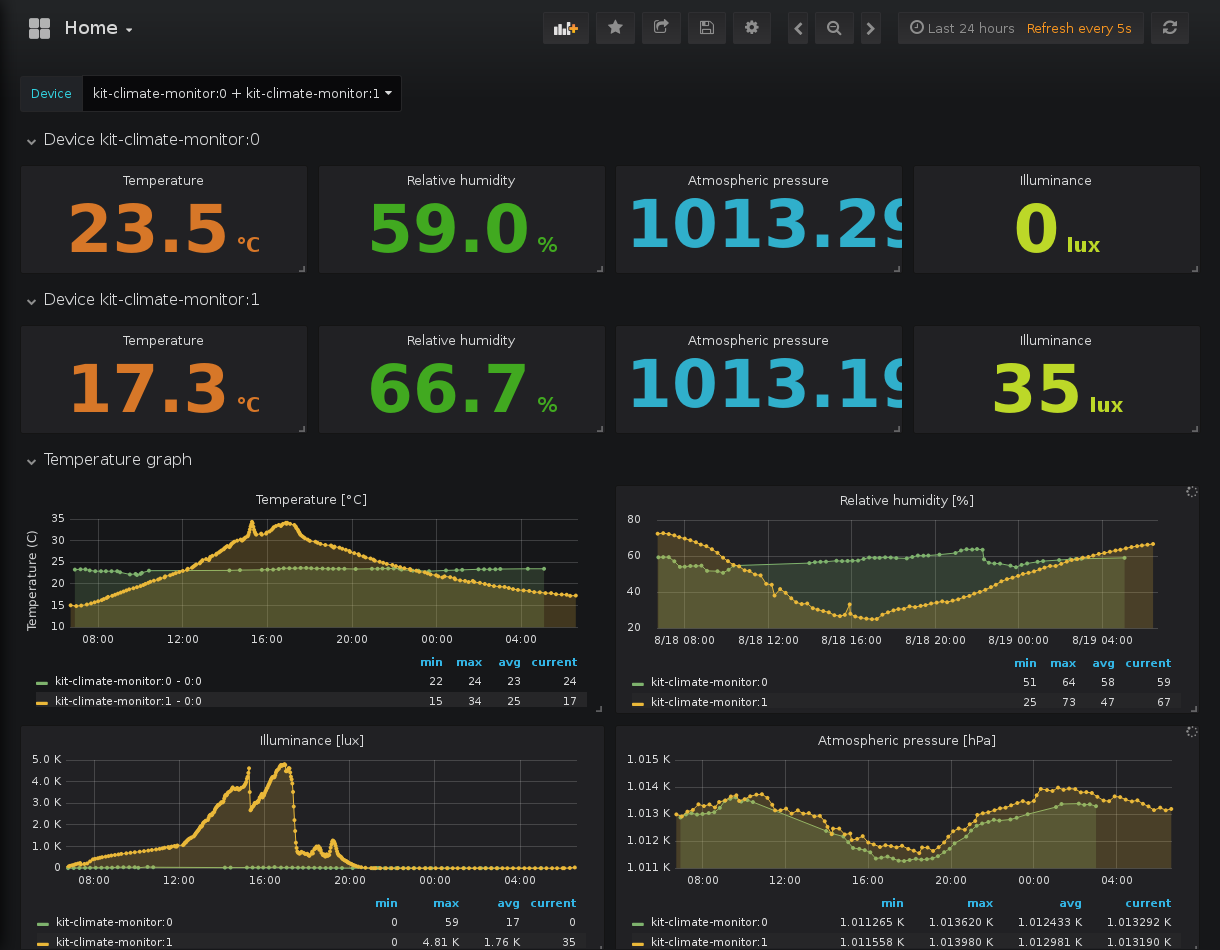 Home
Last 24 hours Refresh every 5s
Device kit-climate-monitor:0 + kit-climate-monitor:1
Device kit-climate-monitor:0
Temperature
23.5 °C
Relative humidity
59.0 %
Atmospheric pressure
1013.29
Illuminance
0 lux
Device kit-climate-monitor:1
Temperature
17.3 °C
Relative humidity
66.7 %
Atmospheric pressure
1013.19
Illuminance
35 lux
Temperature graph
Temperature [°C]
Temperature (C)
35
30
25
20
15
10
08:00 12:00 16:00 20:00 00:00 04:00
min max avg current
kit-climate-monitor:0 - 0:0 22 24 23 24
kit-climate-monitor:1 - 0:0 15 34 25 17
Relative humidity [%]
80
60
40
20
8/18 08:00 8/18 12:00 8/18 16:00 8/18 20:00 8/19 00:00 8/19 04:00
min max avg current
kit-climate-monitor:0 51 64 58 59
kit-climate-monitor:1 25 73 47 67
Illuminance [lux]
5.0 K
4.0 K
3.0 K
2.0 K
1.0 K
0
08:00 12:00 16:00 20:00 00:00 04:00
min max avg current
kit-climate-monitor:0 0 59 17 0
kit-climate-monitor:1 0 4.81 K 1.76 K 35
Atmospheric pressure [hPa]
1.015 K
1.014 K
1.013 K
1.012 K
1.011 K
08:00 12:00 16:00 20:00 00:00 04:00
min max avg current
kit-climate-monitor:0 1.011265 K 1.013620 K 1.012433 K 1.013292 K
kit-climate-monitor:1 1.011558 K 1.013980 K 1.012981 K 1.013190 K